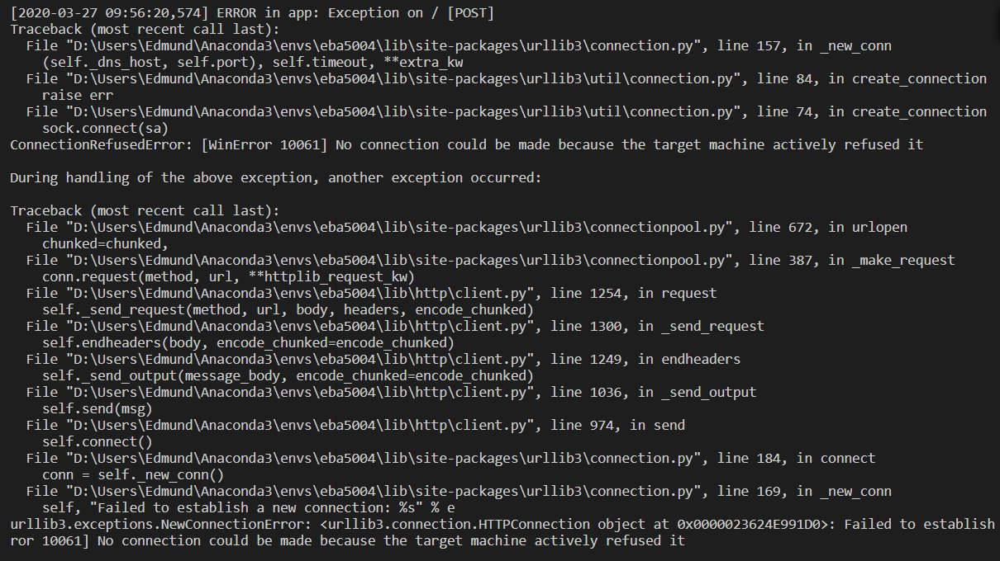 [2020-03-27 09:56:20,574] ERROR in app: Exception on / [POST]
Traceback (most recent call last):
  File "D:\Users\Edmund\Anaconda3\envs\eba5004\lib\site-packages\urllib3\connection.py", line 157, in _new_conn
    (self._dns_host, self.port), self.timeout, **extra_kw
  File "D:\Users\Edmund\Anaconda3\envs\eba5004\lib\site-packages\urllib3\util\connection.py", line 84, in create_connection
    raise err
  File "D:\Users\Edmund\Anaconda3\envs\eba5004\lib\site-packages\urllib3\util\connection.py", line 74, in create_connection
    sock.connect(sa)
ConnectionRefusedError: [WinError 10061] No connection could be made because the target machine actively refused it

During handling of the above exception, another exception occurred:

Traceback (most recent call last):
  File "D:\Users\Edmund\Anaconda3\envs\eba5004\lib\site-packages\urllib3\connectionpool.py", line 672, in urlopen
    chunked=chunked,
  File "D:\Users\Edmund\Anaconda3\envs\eba5004\lib\site-packages\urllib3\connectionpool.py", line 387, in _make_request
    conn.request(method, url, **httplib_request_kw)
  File "D:\Users\Edmund\Anaconda3\envs\eba5004\lib\http\client.py", line 1254, in request
    self._send_request(method, url, body, headers, encode_chunked)
  File "D:\Users\Edmund\Anaconda3\envs\eba5004\lib\http\client.py", line 1300, in _send_request
    self.endheaders(body, encode_chunked=encode_chunked)
  File "D:\Users\Edmund\Anaconda3\envs\eba5004\lib\http\client.py", line 1249, in endheaders
    self._send_output(message_body, encode_chunked=encode_chunked)
  File "D:\Users\Edmund\Anaconda3\envs\eba5004\lib\http\client.py", line 1036, in _send_output
    self.send(msg)
  File "D:\Users\Edmund\Anaconda3\envs\eba5004\lib\http\client.py", line 974, in send
    self.connect()
  File "D:\Users\Edmund\Anaconda3\envs\eba5004\lib\site-packages\urllib3\connection.py", line 184, in connect
    conn = self._new_conn()
  File "D:\Users\Edmund\Anaconda3\envs\eba5004\lib\site-packages\urllib3\connection.py", line 169, in _new_conn
    self, "Failed to establish a new connection: %s" % e
urllib3.exceptions.NewConnectionError: <urllib3.connection.HTTPConnection object at 0x0000023624E991D0>: Failed to establish
ror 10061] No connection could be made because the target machine actively refused it